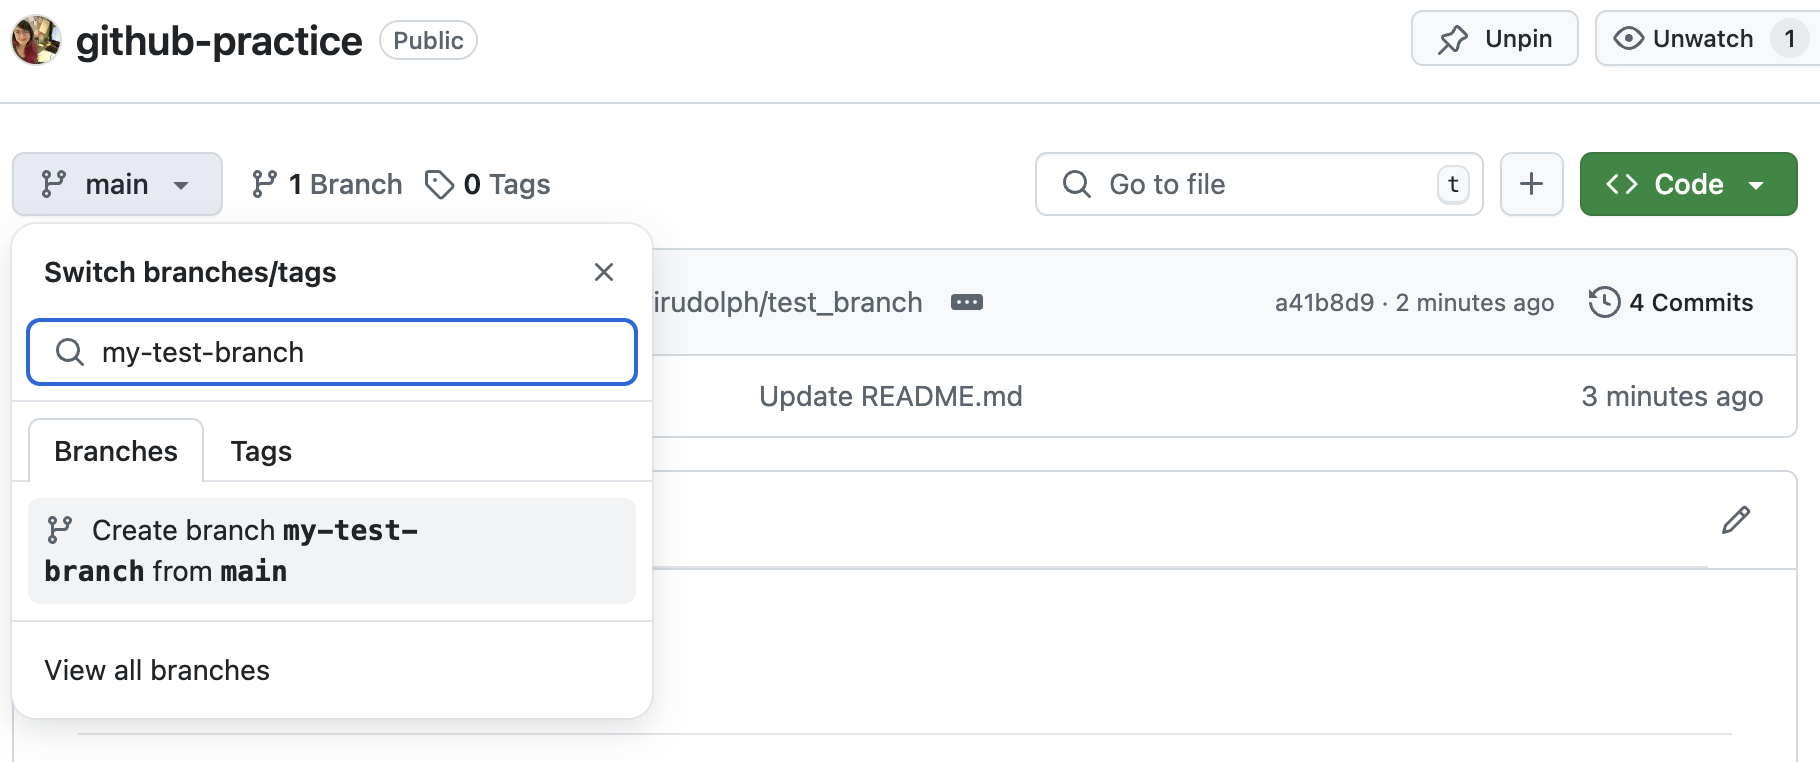 github-practice Public Unpin Unwatch 1
main 1 Branch 0 Tags Go to file t + <> Code
Switch branches/tags
irudolph/test_branch a41b8d9 · 2 minutes ago 4 Commits
my-test-branch
Update README.md 3 minutes ago
Branches Tags
Create branch my-test-
branch from main
View all branches